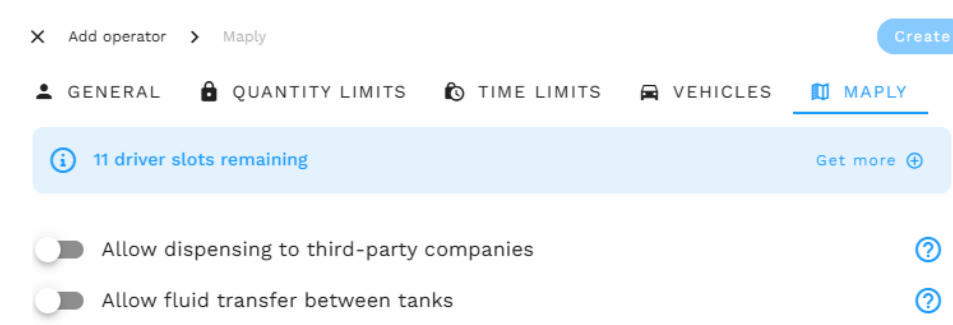 Add operator > Maply
Create
GENERAL QUANTITY LIMITS TIME LIMITS VEHICLES MAPLY
11 driver slots remaining Get more
Allow dispensing to third-party companies
Allow fluid transfer between tanks